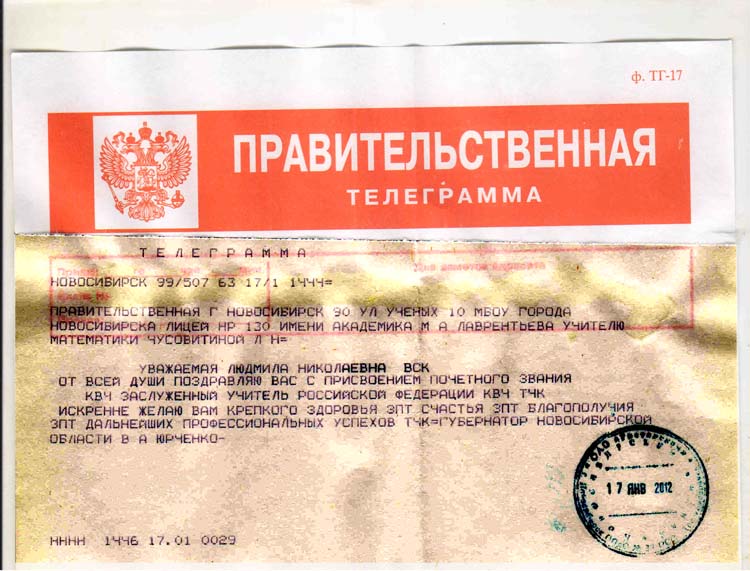 ф. ТГ-17
ПРАВИТЕЛЬСТВЕННАЯ
ТЕЛЕГРАММА
ТЕЛЕГРАММА
НОВОСИБИРСК 99/507 63 17/1 1444=
ПРАВИТЕЛЬСТВЕННАЯ Г НОВОСИБИРСК 90 УЛ УЧЕНЫХ 10 МБОУ ГОРОДА
НОВОСИБИРСКА ЛИЦЕЙ НР 130 ИМЕНИ АКАДЕМИКА М А ЛАВРЕНТЬЕВА УЧИТЕЛЮ
МАТЕМАТИКИ ЧУСОВИТИНОЙ Л Н=
УВАЖАЕМАЯ ЛЮДМИЛА НИКОЛАЕВНА ВСК
ОТ ВСЕЙ ДУШИ ПОЗДРАВЛЯЮ ВАС С ПРИСВОЕНИЕМ ПОЧЕТНОГО ЗВАНИЯ
КВЧ ЗАСЛУЖЕННЫЙ УЧИТЕЛЬ РОССИЙСКОЙ ФЕДЕРАЦИИ КВЧ ТЧК
ИСКРЕННЕ ЖЕЛАЮ ВАМ КРЕПКОГО ЗДОРОВЬЯ ЗПТ СЧАСТЬЯ ЗПТ БЛАГОПОЛУЧИЯ
ЗПТ ДАЛЬНЕЙШИХ ПРОФЕССИОНАЛЬНЫХ УСПЕХОВ ТЧК=ГУБЕРНАТОР НОВОСИБИРСКОЙ
ОБЛАСТИ В А ЮРЧЕНКО-
17 ЯНВ 2012
НННН 1446 17.01 0029